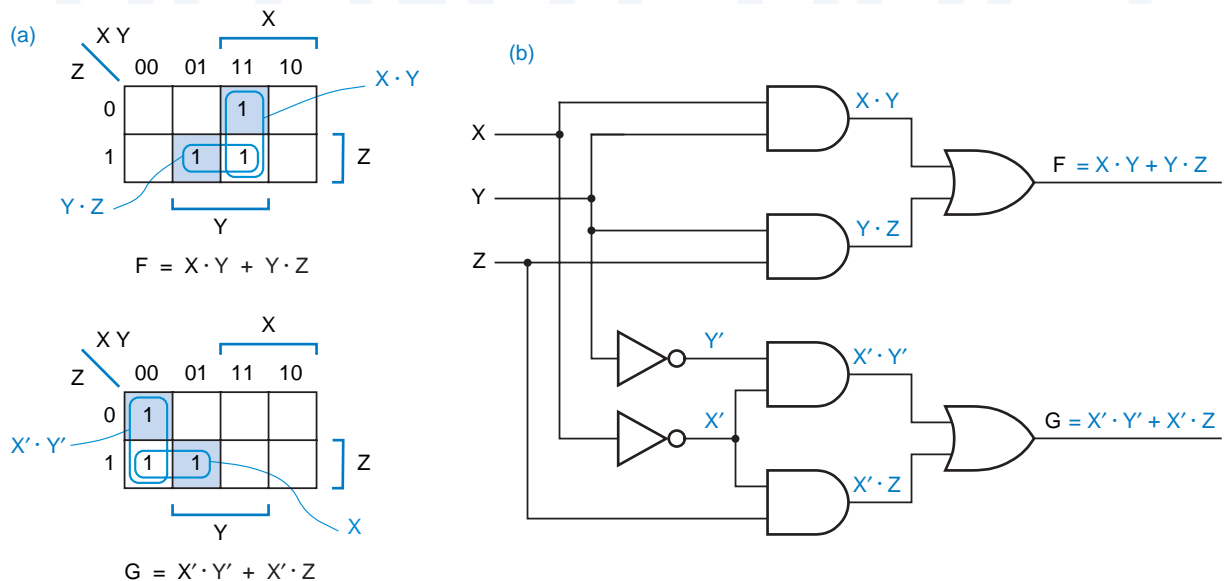 (a)
X
X Y
Z
00 01 11 10
X · Y
0 1
1 1 1 Z
Y · Z
Y
F = X · Y + Y · Z
X
X Y
Z
00 01 11 10
0 1
X′ · Y′
1 1 1 Z
Y
X
G = X′ · Y′ + X′ · Z
(b)
X · Y
X
F = X · Y + Y · Z
Y
Y · Z
Z
Y′
X′ · Y′
X′
G = X′ · Y′ + X′ · Z
X′ · Z